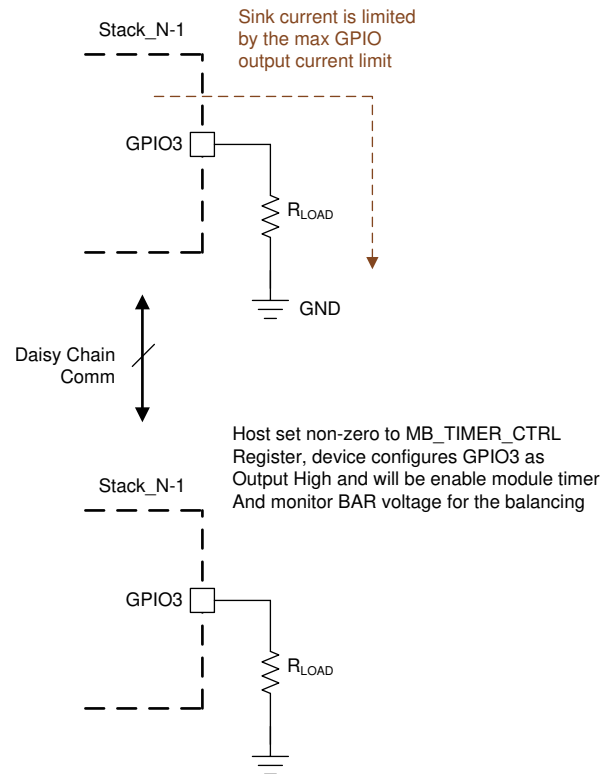 Stack_N-1
Sink current is limited
by the max GPIO
output current limit
GPIO3
RLOAD
GND
Daisy Chain
Comm
Host set non-zero to MB_TIMER_CTRL
Register, device configures GPIO3 as
Output High and will be enable module timer
And monitor BAR voltage for the balancing
Stack_N-1
GPIO3
RLOAD